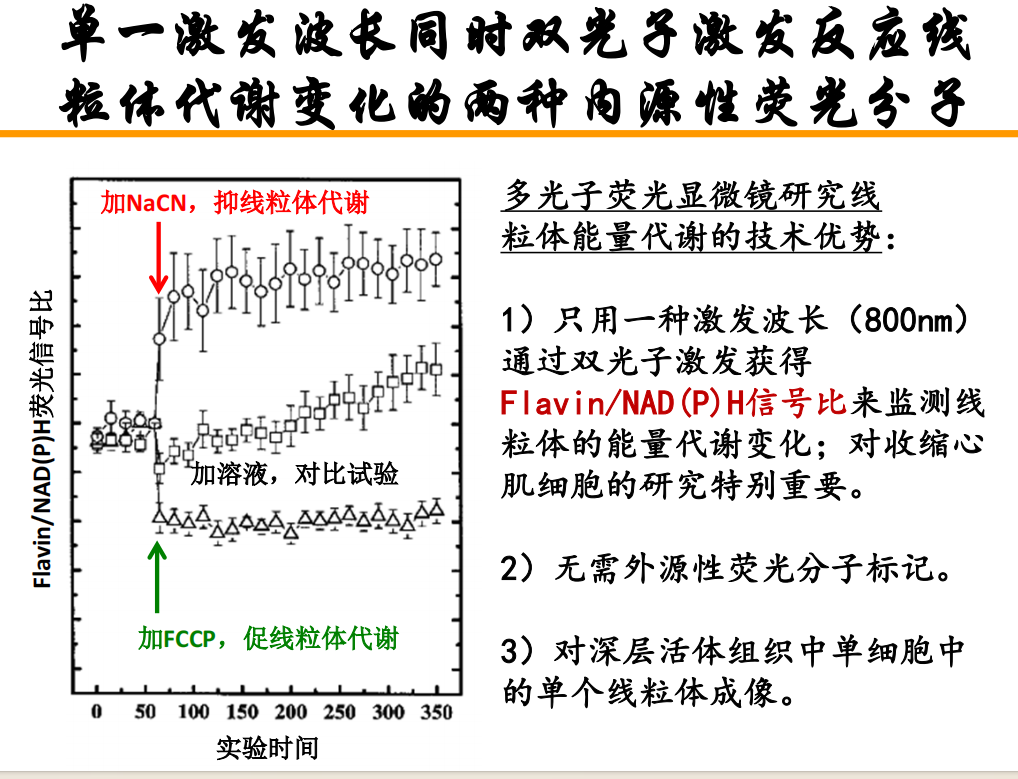 单一激发波长同时双光子激发反应线
粒体代谢变化的两种内源性荧光分子
加NaCN，抑线粒体代谢
Flavin/NAD(P)H荧光信号比
加溶液，对比试验
加FCCP，促线粒体代谢
0 50 100 150 200 250 300 350
实验时间
多光子荧光显微镜研究线
粒体能量代谢的技术优势：
1）只用一种激发波长（800nm）
通过双光子激发获得
Flavin/NAD(P)H信号比来监测线
粒体的能量代谢变化；对收缩心
肌细胞的研究特别重要。
2）无需外源性荧光分子标记。
3）对深层活体组织中单细胞中
的单个线粒体成像。